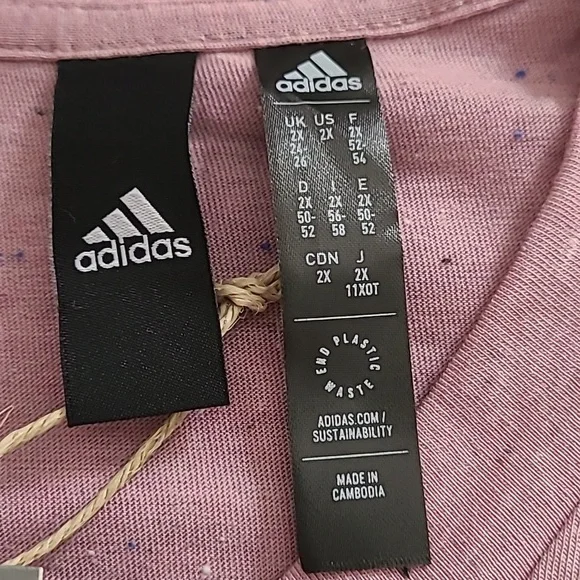 adidas
adidas
UK US F
2X 2X 2X
24- 52-
26 54
D I E
2X 2X 2X
50- 56- 50-
52 58 52
CDN J
2X 2X
11XOT
END PLASTIC WASTE
ADIDAS.COM/
SUSTAINABILITY
MADE IN
CAMBODIA